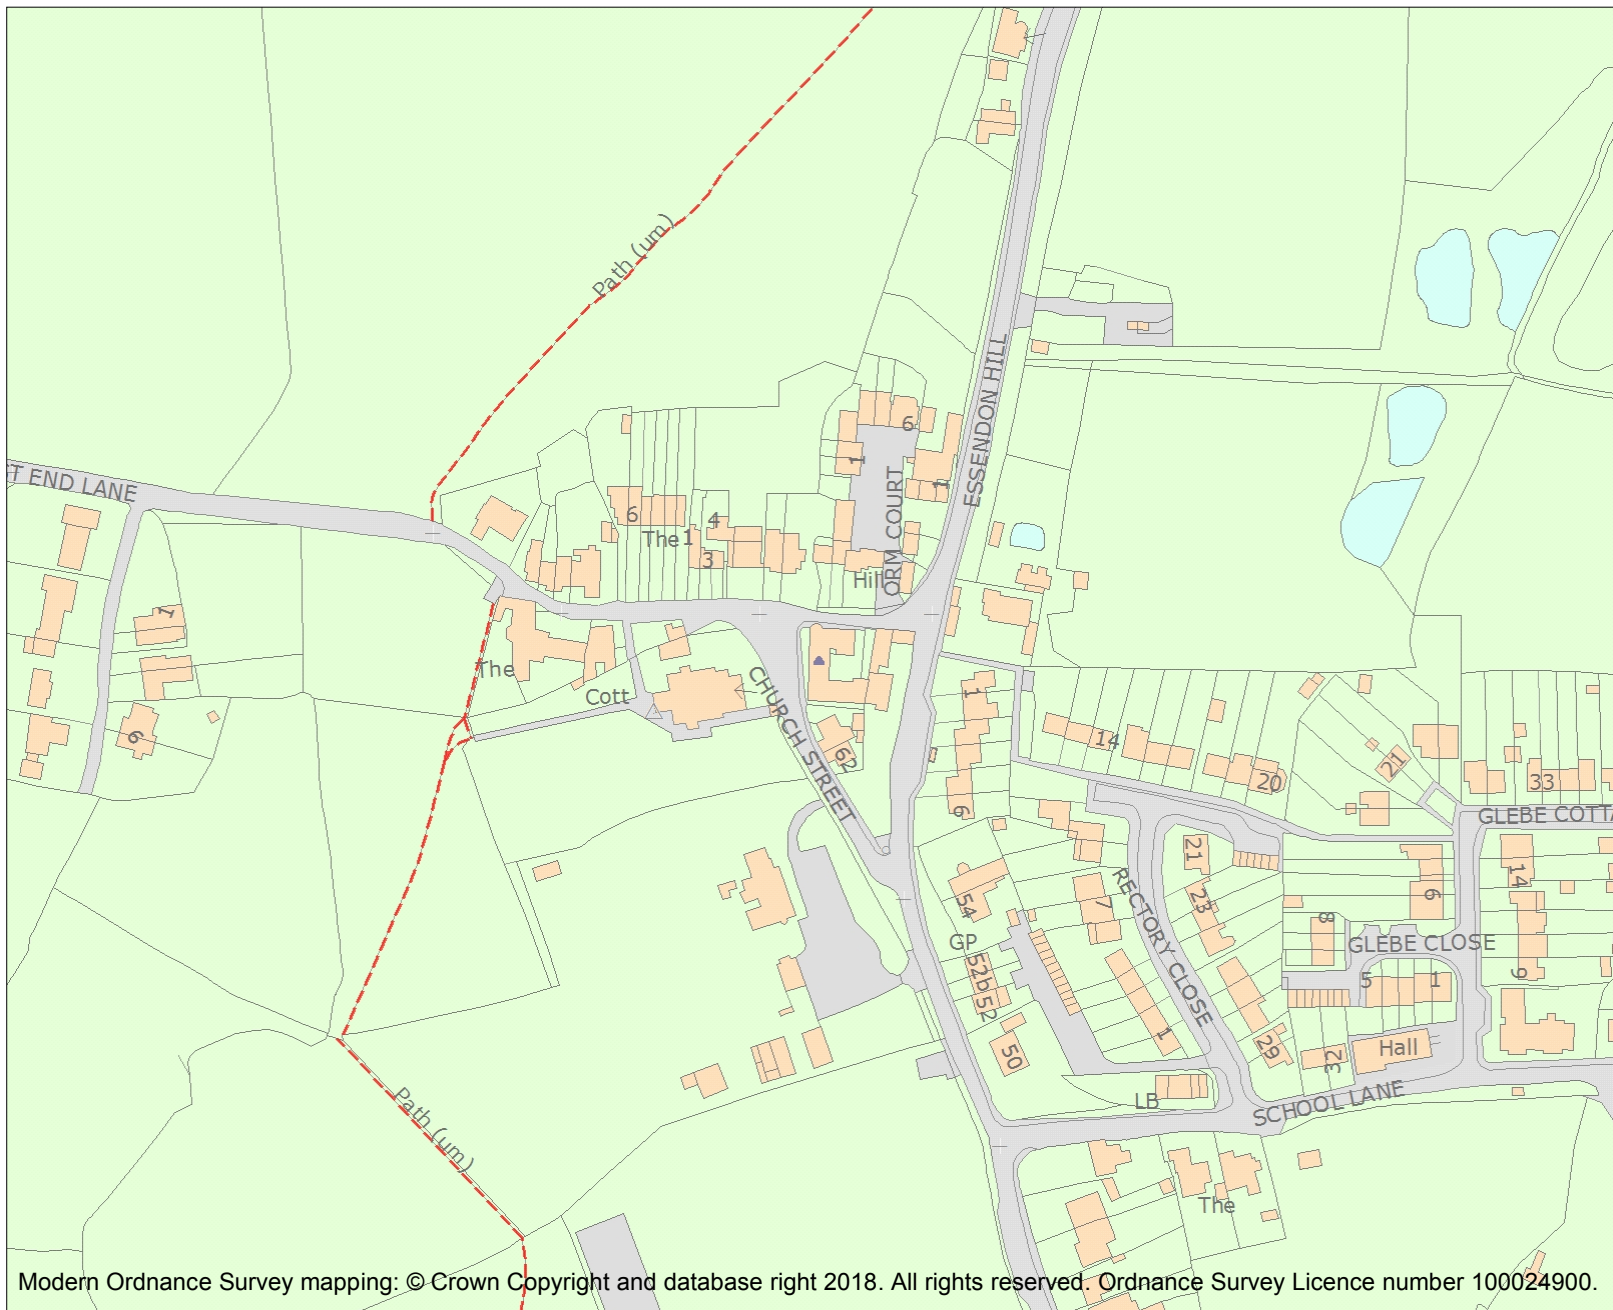 Path (um)
ESSENDON HILL
ST END LANE
6
1
1
ORM COURT
6
The 1
4
3
Hill
1
The
Cott
CHURCH STREET
1
6
62
6
14
20
21
33
GLEBE COTTA
21
RECTORY CLOSE
54
7
23
8
6
14
GLEBE CLOSE
GP
52b
52
5
1
9
50
1
29
32
Hall
LB
SCHOOL LANE
Path (um)
The
Modern Ordnance Survey mapping: © Crown Copyright and database right 2018. All rights reserved. Ordnance Survey Licence number 100024900.